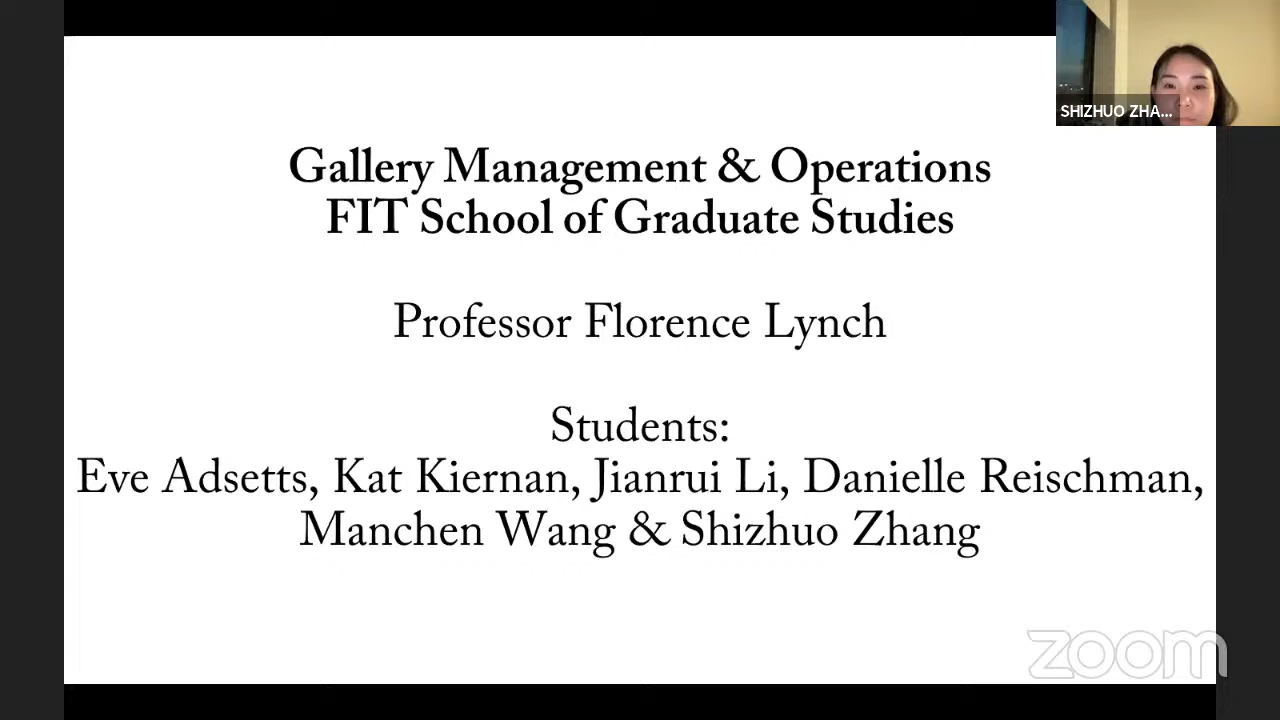 SHIZHUO ZHA...
Gallery Management & Operations
FIT School of Graduate Studies
Professor Florence Lynch
Students:
Eve Adsetts, Kat Kiernan, Jianrui Li, Danielle Reischman,
Manchen Wang & Shizhuo Zhang
zoom